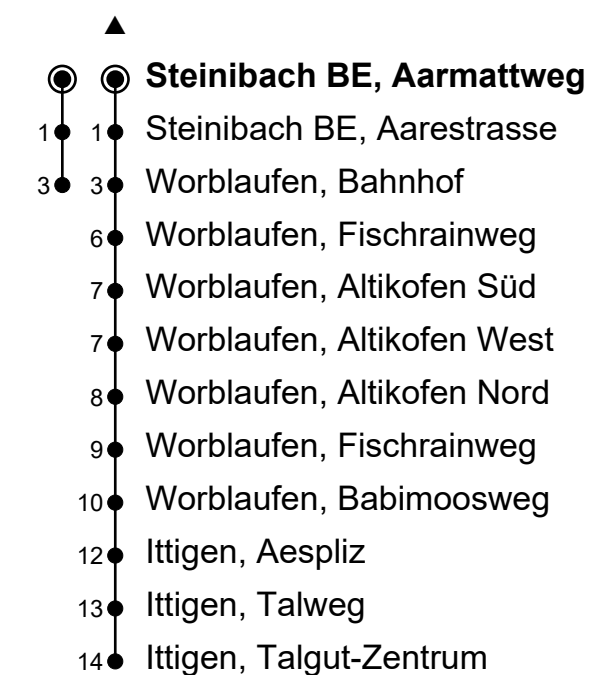 Steinibach BE, Aarmattweg
1 1 Steinibach BE, Aarestrasse
3 3 Worblaufen, Bahnhof
6 Worblaufen, Fischrainweg
7 Worblaufen, Altikofen Süd
7 Worblaufen, Altikofen West
8 Worblaufen, Altikofen Nord
9 Worblaufen, Fischrainweg
10 Worblaufen, Babimoosweg
12 Ittigen, Aespliz
13 Ittigen, Talweg
14 Ittigen, Talgut-Zentrum